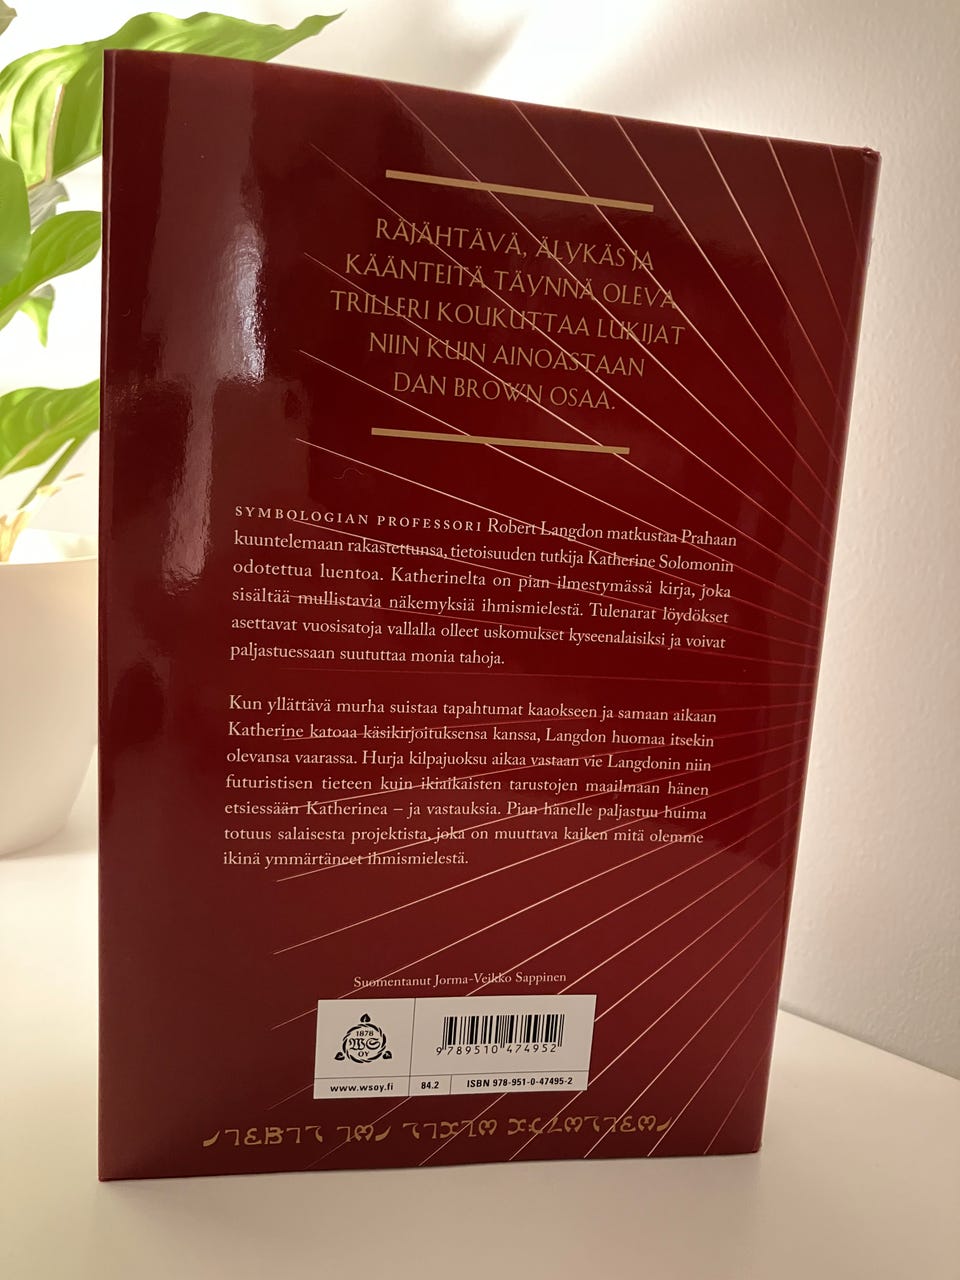 RÄJÄHTÄVÄ, ÄLYKÄS JA
KÄÄNTEITÄ TÄYNNÄ OLEVA
TRILLERI KOUKUTTAA LUKIJAT
NIIN KUIN AINOASTAAN
DAN BROWN OSAA.
SYMBOLOGIAN PROFESSORI Robert Langdon matkustaa Prahaan
kuuntelemaan rakastettunsa, tietoisuuden tutkija Katherine Solomonin
odotettua luentoa. Katherinelta on pian ilmestymässä kirja, joka
sisältää mullistavia näkemyksiä ihmismielestä. Tulenarat löydökset
asettavat vuosisatoja vallalla olleet uskomukset kyseenalaisiksi ja voivat
paljastuessaan suututtaa monia tahoja.
Kun yllättävä murha suistaa tapahtumat kaaokseen ja samaan aikaan
Katherine katoaa käsikirjoituksensa kanssa, Langdon huomaa itsekin
olevansa vaarassa. Hurja kilpajuoksu aikaa vastaan vie Langdonin niin
futuristisen tieteen kuin ikiaikaisten tarustojen maailmaan hänen
etsiessään Katherinea – ja vastauksia. Pian hänelle paljastuu huima
totuus salaisesta projektista, joka on muuttava kaiken mitä olemme
ikinä ymmärtäneet ihmismielestä.
Suomentanut Jorma-Veikko Sappinen
1878
WS
OY
9 789510 474952
www.wsoy.fi
84.2
ISBN 978-951-0-47495-2